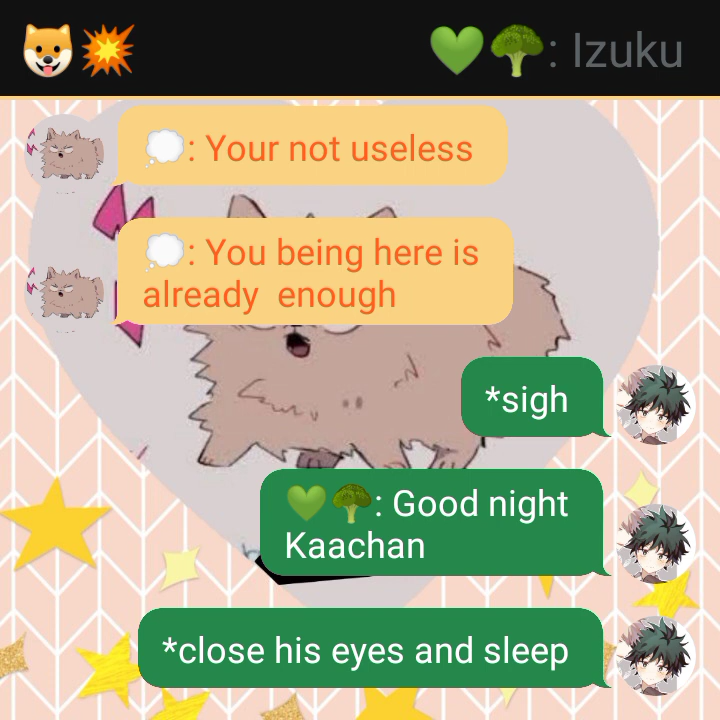 🐶💥 💚🥦: Izuku
💭: Your not useless
💭: You being here is
already enough
*sigh
💚🥦: Good night
Kaachan
*close his eyes and sleep